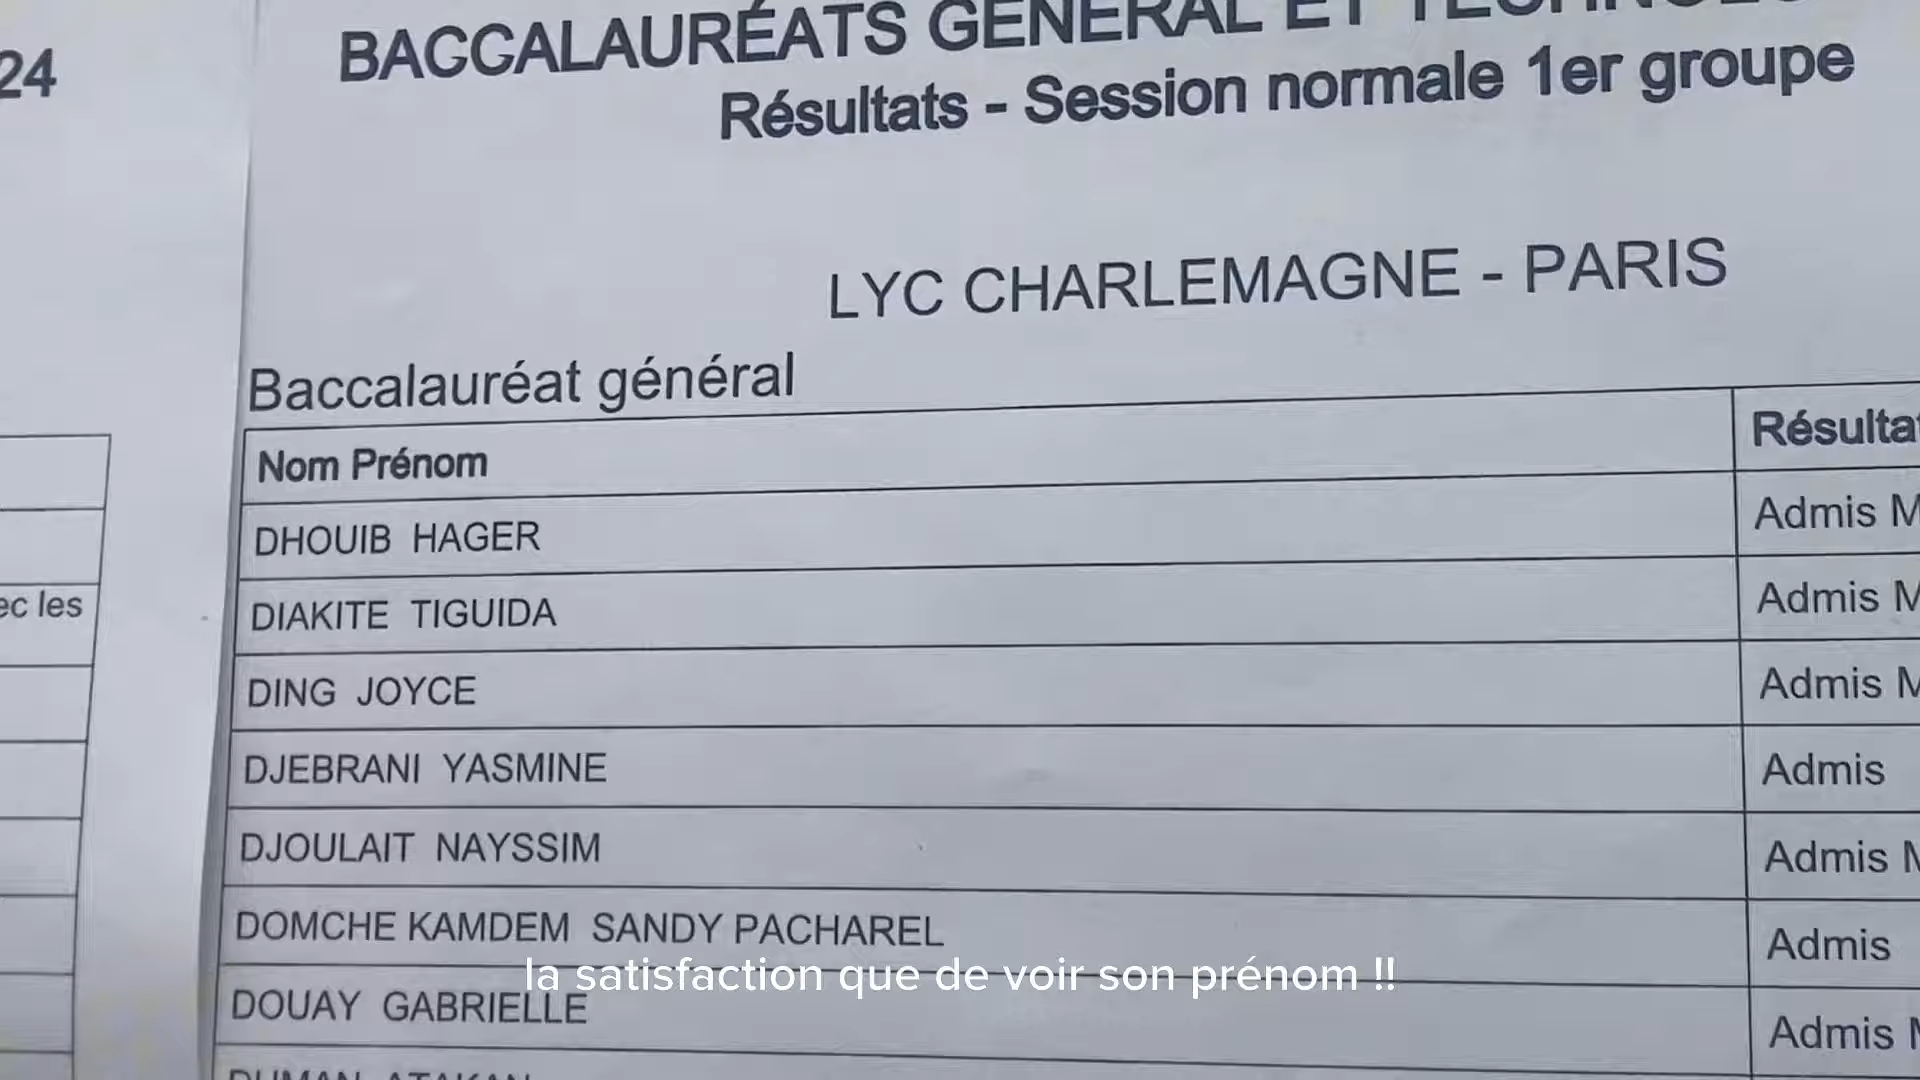 24
BACCALAURÉATS GÉNÉRAL ET
Résultats - Session normale 1er groupe
LYC CHARLEMAGNE - PARIS
Baccalauréat général
Nom Prénom
DHOUIB HAGER Admis M
DIAKITE TIGUIDA Admis M
DING JOYCE Admis M
DJEBRANI YASMINE Admis
DJOULAIT NAYSSIM Admis M
DOMCHE KAMDEM SANDY PACHAREL Admis
la satisfaction que de voir son prénom !!
DOUAY GABRIELLE Admis M
les